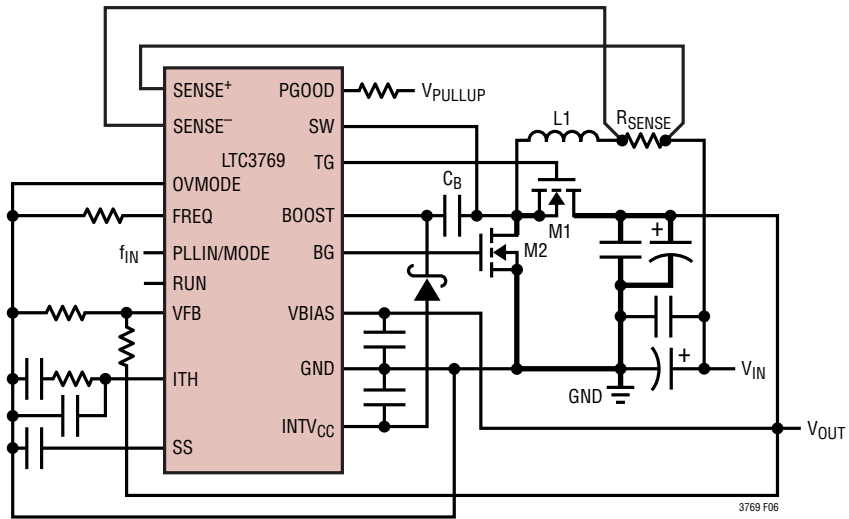 SENSE+
PGOOD
VPULLUP
L1
RSENSE
SENSE–
SW
LTC3769
TG
OVMODE
CB
FREQ
BOOST
M1
+
fIN
PLLIN/MODE
BG
M2
RUN
VFB
VBIAS
+
ITH
GND
VIN
GND
INTVCC
VOUT
SS
3769 F06